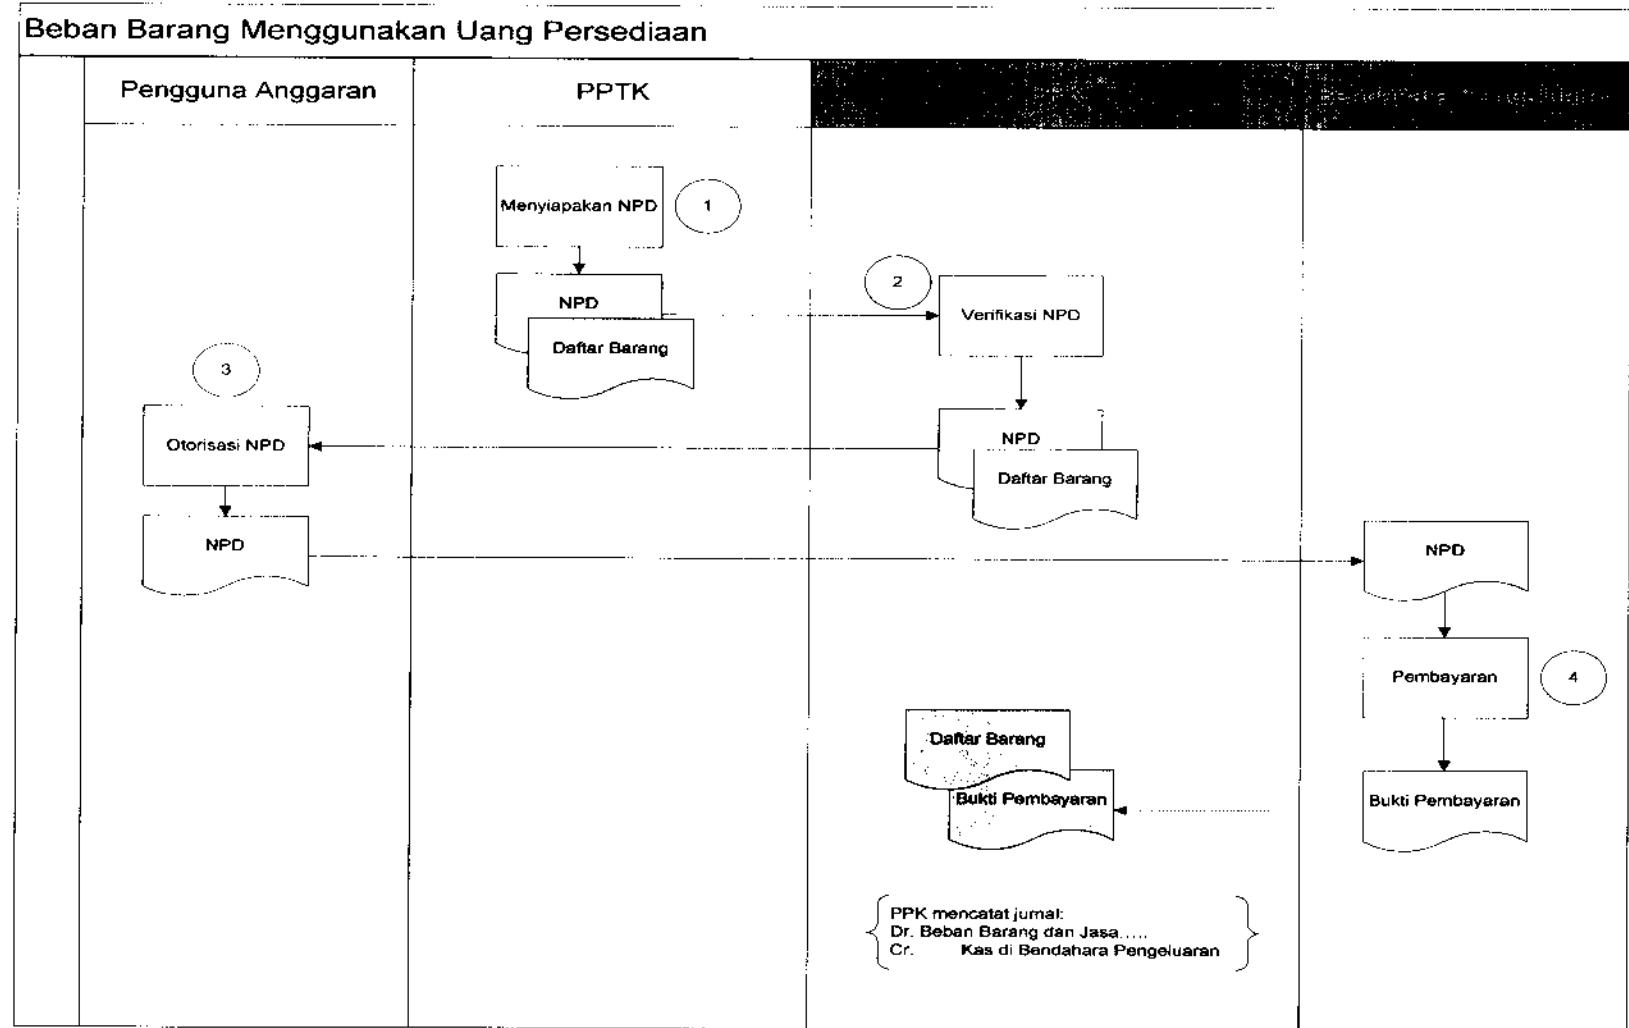 Beban Barang Menggunakan Uang Persediaan
Pengguna Anggaran
PPTK
Bendahara Pengeluaran
Menyiapakan NPD
1
NPD
Daftar Barang
2
Verifikasi NPD
3
Otorisasi NPD
NPD
Daftar Barang
NPD
NPD
Pembayaran
4
Daftar Barang
Bukti Pembayaran
Bukti Pembayaran
PPK mencatat jurnal:
Dr. Beban Barang dan Jasa.....
Cr. Kas di Bendahara Pengeluaran